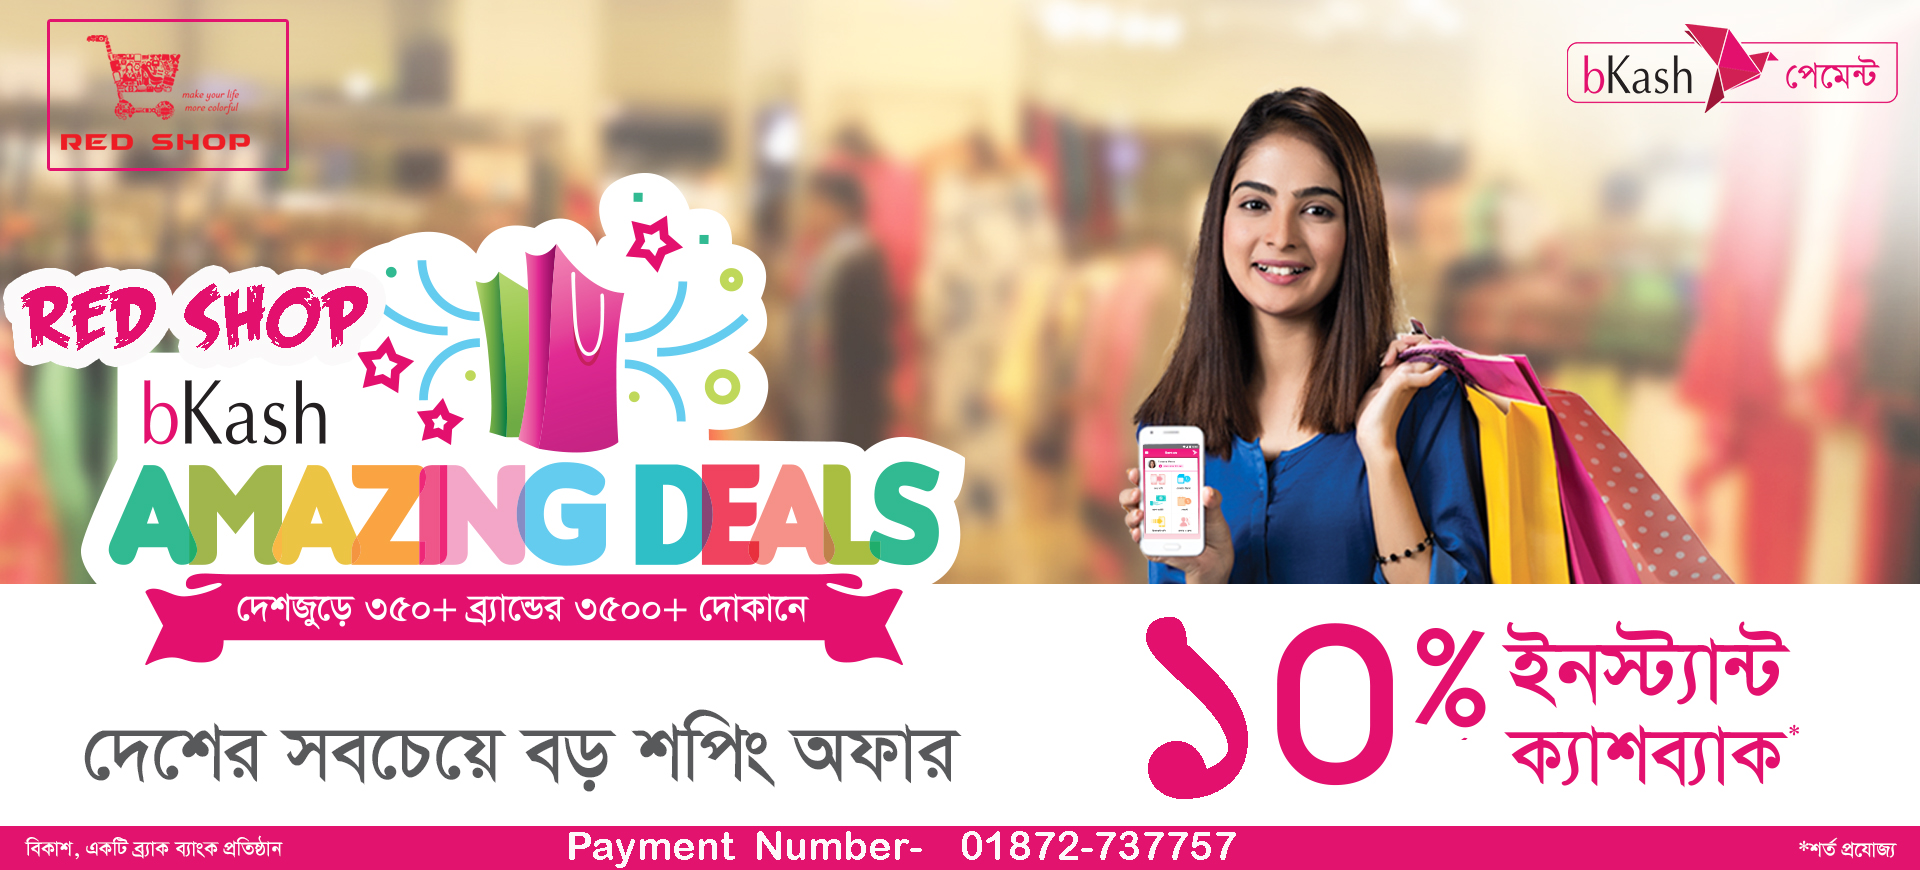 make your life
more colorful
RED SHOP
bKash পেমেন্ট
RED SHOP
bKash
AMAZING DEALS
দেশজুড়ে ৩৫০+ ব্র্যান্ডের ৩৫০০+ দোকানে
দেশের সবচেয়ে বড় শপিং অফার
১০% ইনস্ট্যান্ট
ক্যাশব্যাক*
বিকাশ, একটি ব্র্যাক ব্যাংক প্রতিষ্ঠান
Payment Number- 01872-737757
*শর্ত প্রযোজ্য